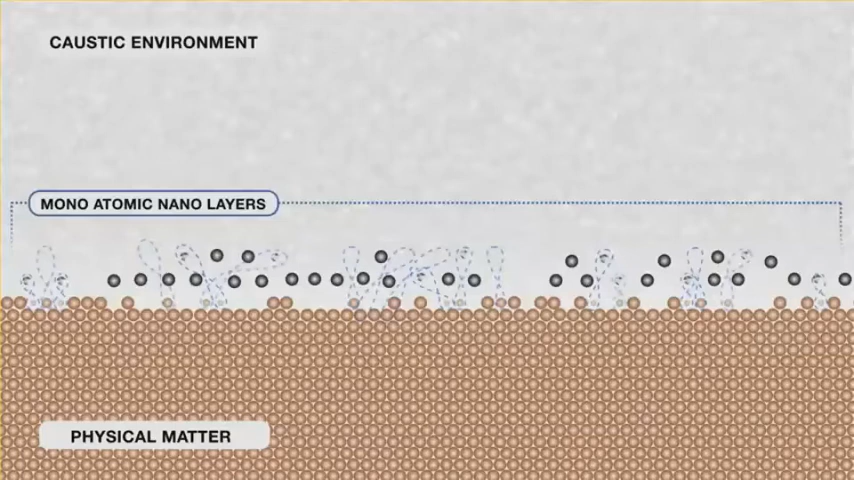 CAUSTIC ENVIRONMENT
MONO ATOMIC NANO LAYERS
PHYSICAL MATTER